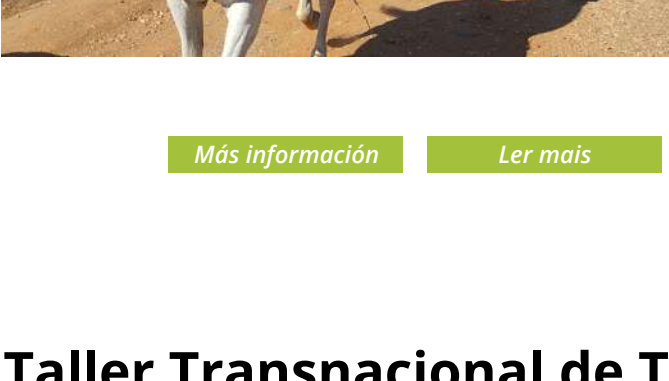 Más información
Ler mais
Taller Transnacional de T